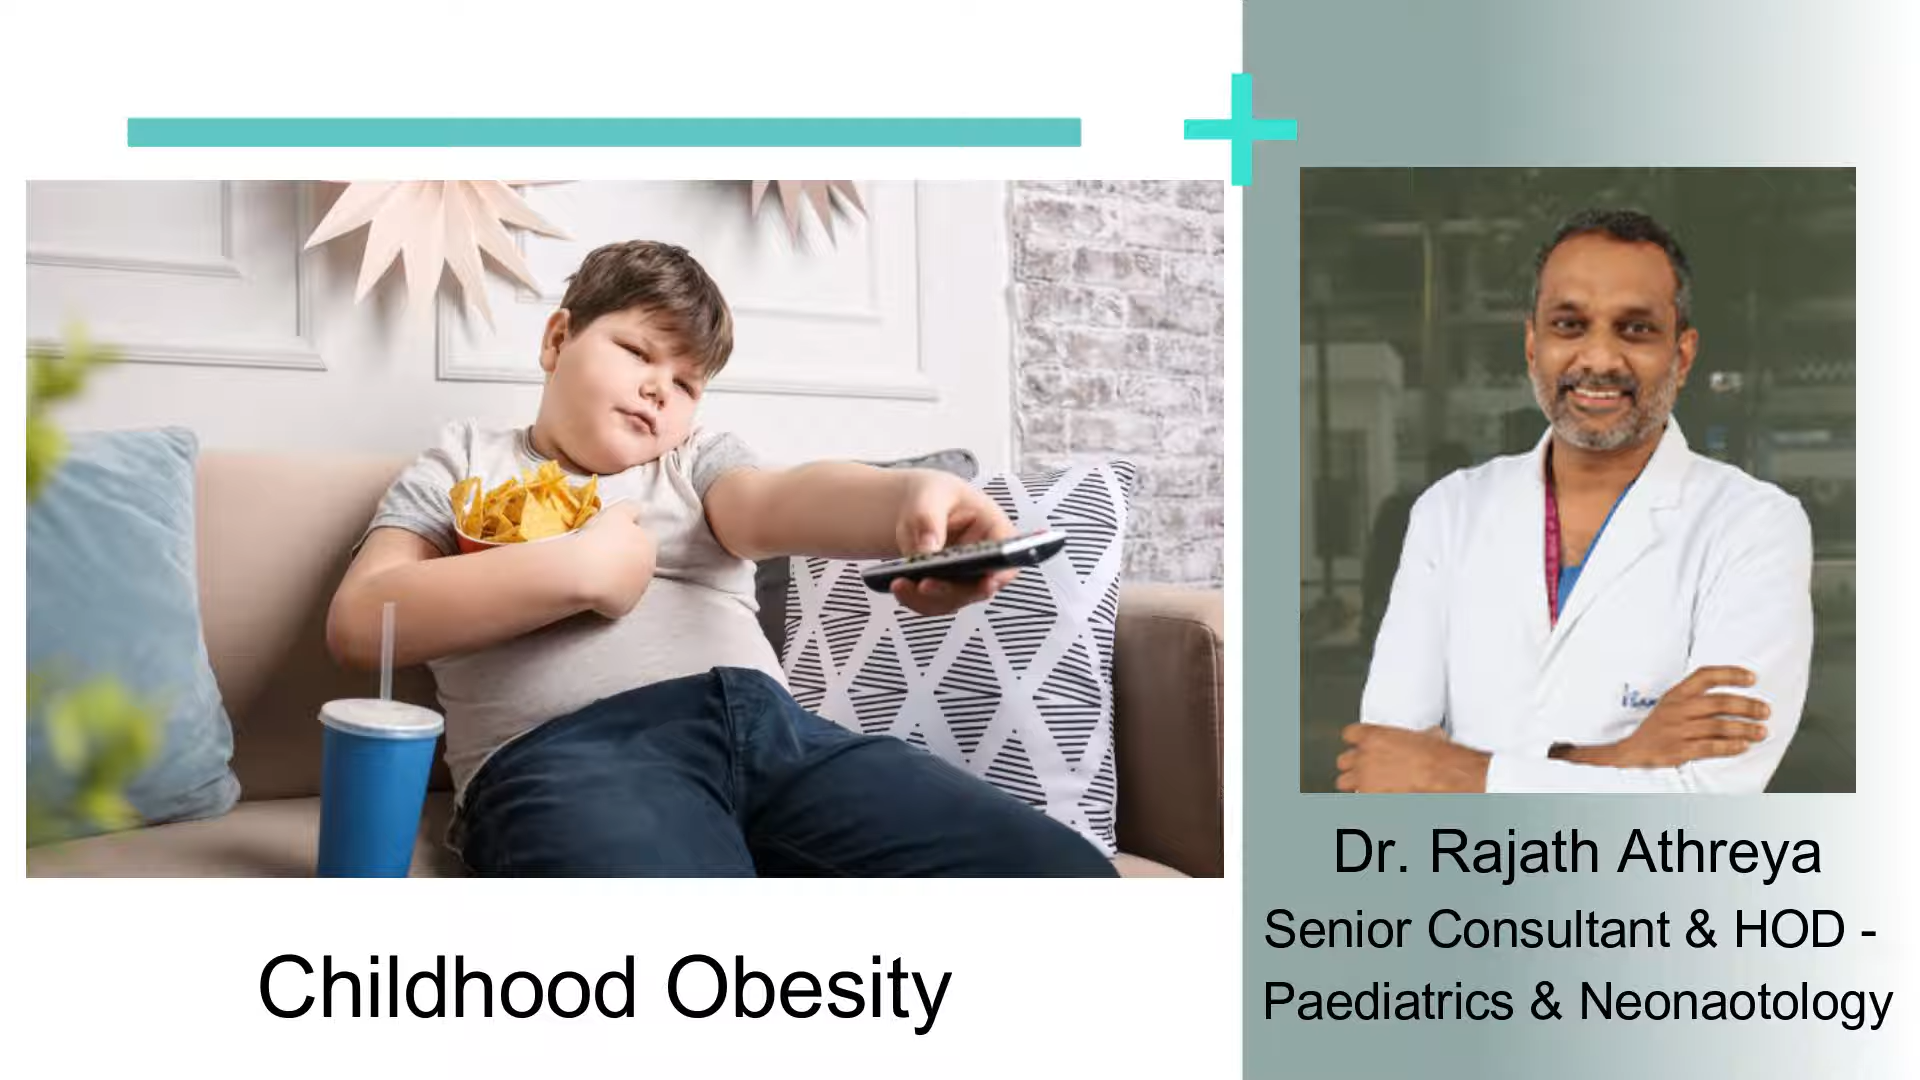 Childhood Obesity
Dr. Rajath Athreya
Senior Consultant & HOD -
Paediatrics & Neonaotology